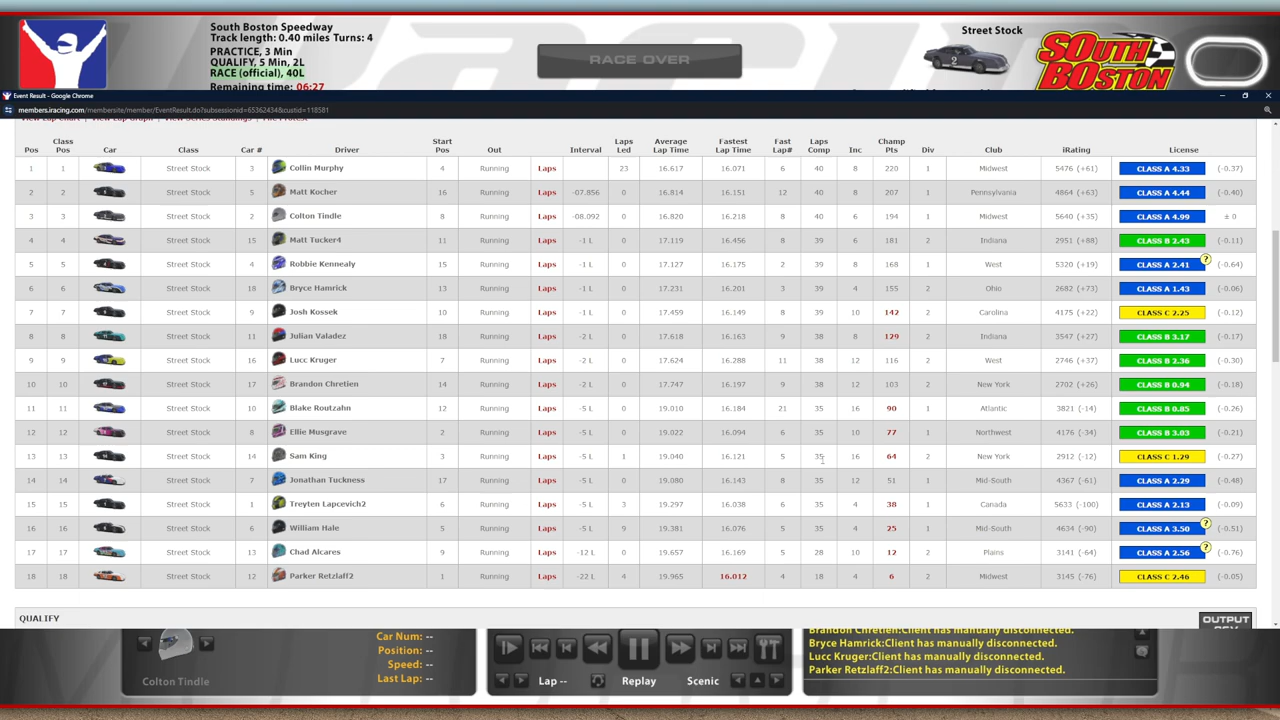 South Boston Speedway
Track length: 0.40 miles Turns: 4
PRACTICE, 3 Min
QUALIFY, 5 Min, 2L
RACE (official), 40L
Remaining time: 06:27
RACE OVER
Street Stock
SOUTH BOSTON
Event Result - Google Chrome
members.iracing.com/membersite/member/EventResult.do?subsessionid=65362434&custid=118581
View Lap Chart View Lap Graph View Series Standings File Protest
Pos Class Pos Car Class Car # Driver Start Pos Out Interval Laps Led Average Lap Time Fastest Lap Time Fast Lap# Laps Comp Inc Champ Pts Div Club iRating License
1 1 Street Stock 3 Collin Murphy 4 Running Laps 23 16.617 16.071 6 40 8 220 1 Midwest 5476 (+61) CLASS A 4.33 (-0.37)
2 2 Street Stock 5 Matt Kocher 16 Running Laps -07.856 0 16.814 16.151 12 40 8 207 1 Pennsylvania 4864 (+63) CLASS A 4.44 (-0.40)
3 3 Street Stock 2 Colton Tindle 8 Running Laps -08.092 0 16.820 16.218 8 40 6 194 1 Midwest 5640 (+35) CLASS A 4.99 ± 0
4 4 Street Stock 15 Matt Tucker4 11 Running Laps -1 L 0 17.119 16.456 8 39 6 181 2 Indiana 2951 (+88) CLASS B 2.43 (-0.11)
5 5 Street Stock 4 Robbie Kennealy 15 Running Laps -1 L 0 17.127 16.175 2 39 8 168 1 West 5320 (+19) CLASS A 2.41 ? (-0.64)
6 6 Street Stock 18 Bryce Hamrick 13 Running Laps -1 L 0 17.231 16.201 3 39 4 155 2 Ohio 2682 (+73) CLASS A 1.43 (-0.06)
7 7 Street Stock 9 Josh Kossek 10 Running Laps -1 L 0 17.459 16.149 8 39 10 142 1 Carolina 4175 (+22) CLASS C 2.25 (-0.12)
8 8 Street Stock 11 Julian Valadez 18 Running Laps -2 L 0 17.618 16.163 9 38 8 129 1 Indiana 3547 (+27) CLASS B 3.17 (-0.17)
9 9 Street Stock 16 Lucc Kruger 7 Running Laps -2 L 0 17.624 16.288 11 38 12 116 2 West 2746 (+37) CLASS B 2.36 (-0.30)
10 10 Street Stock 17 Brandon Chretien 14 Running Laps -2 L 0 17.747 16.197 9 38 12 103 2 New York 2702 (+26) CLASS B 0.94 (-0.18)
11 11 Street Stock 10 Blake Routzahn 12 Running Laps -5 L 0 19.010 16.184 21 35 16 90 1 Atlantic 3821 (-14) CLASS B 0.85 (-0.26)
12 12 Street Stock 8 Ellie Musgrave 2 Running Laps -5 L 0 19.022 16.094 6 35 10 77 1 Northwest 4176 (-34) CLASS B 3.03 (-0.21)
13 13 Street Stock 14 Sam King 3 Running Laps -5 L 1 19.040 16.121 5 35 16 64 2 New York 2912 (-12) CLASS C 1.29 (-0.27)
14 14 Street Stock 7 Jonathan Tuckness 17 Running Laps -5 L 0 19.080 16.143 8 35 12 51 1 Mid-South 4367 (-61) CLASS A 2.29 (-0.48)
15 15 Street Stock 1 Treyten Lapcevich2 6 Running Laps -5 L 3 19.297 16.038 6 35 4 38 1 Canada 5633 (-100) CLASS A 2.13 (-0.09)
16 16 Street Stock 6 William Hale 5 Running Laps -5 L 9 19.381 16.076 5 35 4 25 1 Mid-South 4634 (-90) CLASS A 3.50 ? (-0.51)
17 17 Street Stock 13 Chad Alcares 9 Running Laps -12 L 0 19.657 16.169 5 28 10 12 2 Plains 3141 (-64) CLASS A 2.56 ? (-0.76)
18 18 Street Stock 12 Parker Retzlaff2 1 Running Laps -22 L 4 19.965 16.012 4 18 4 6 2 Midwest 3145 (-76) CLASS C 2.46 (-0.05)
QUALIFY
OUTPUT
Colton Tindle
Car Num: --
Position: --
Speed: --
Last Lap: --
Lap --
Replay
Scenic
Brandon Chretien:Client has manually disconnected.
Bryce Hamrick:Client has manually disconnected.
Lucc Kruger:Client has manually disconnected.
Parker Retzlaff2:Client has manually disconnected.